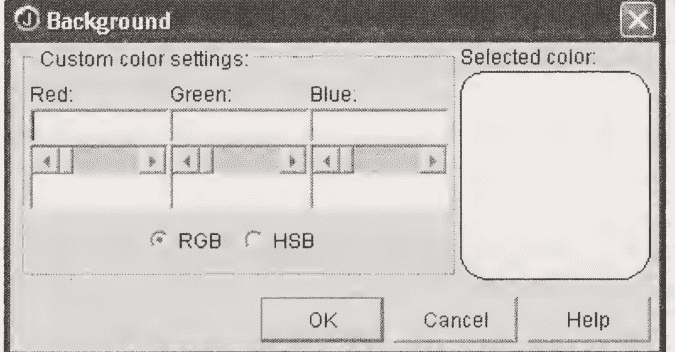 Background
Custom color settings:
Selected color:
Red: Green: Blue:
RGB HSB
OK Cancel Help